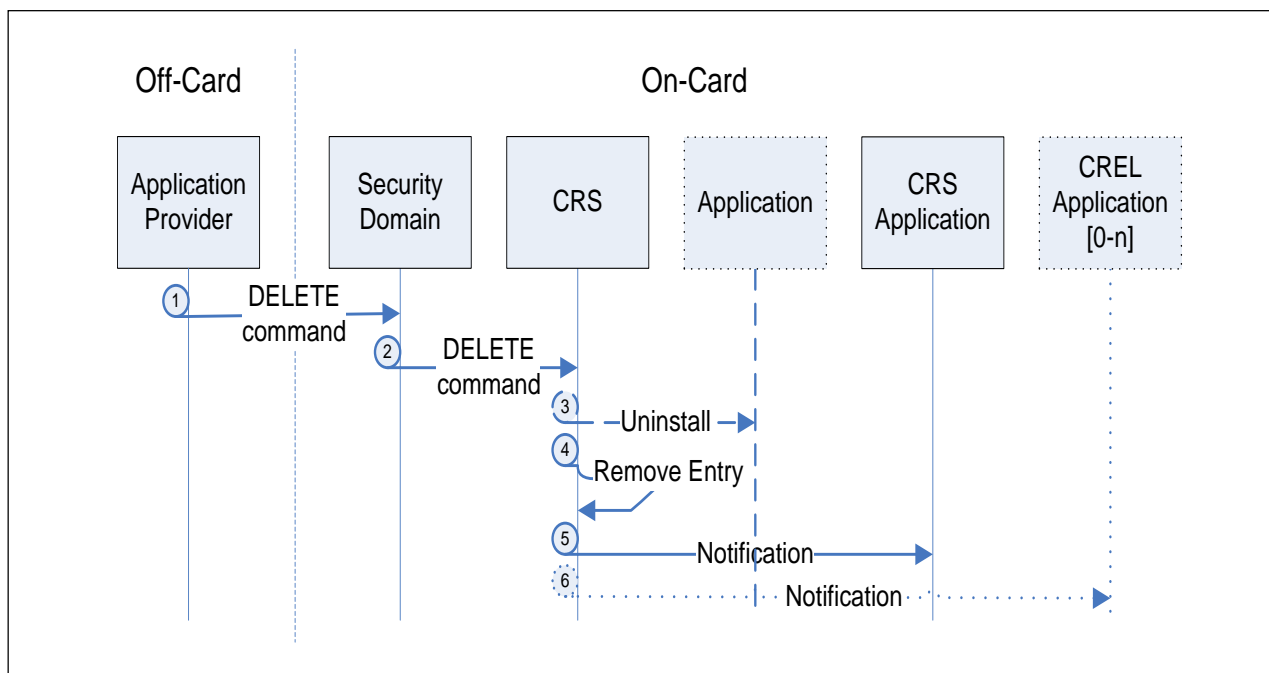 Off-Card
On-Card
Application
Provider
Security
Domain
CRS
Application
CRS
Application
CREL
Application
[0-n]
1
DELETE
command
2
DELETE
command
3
Uninstall
4
Remove Entry
5
Notification
6
Notification